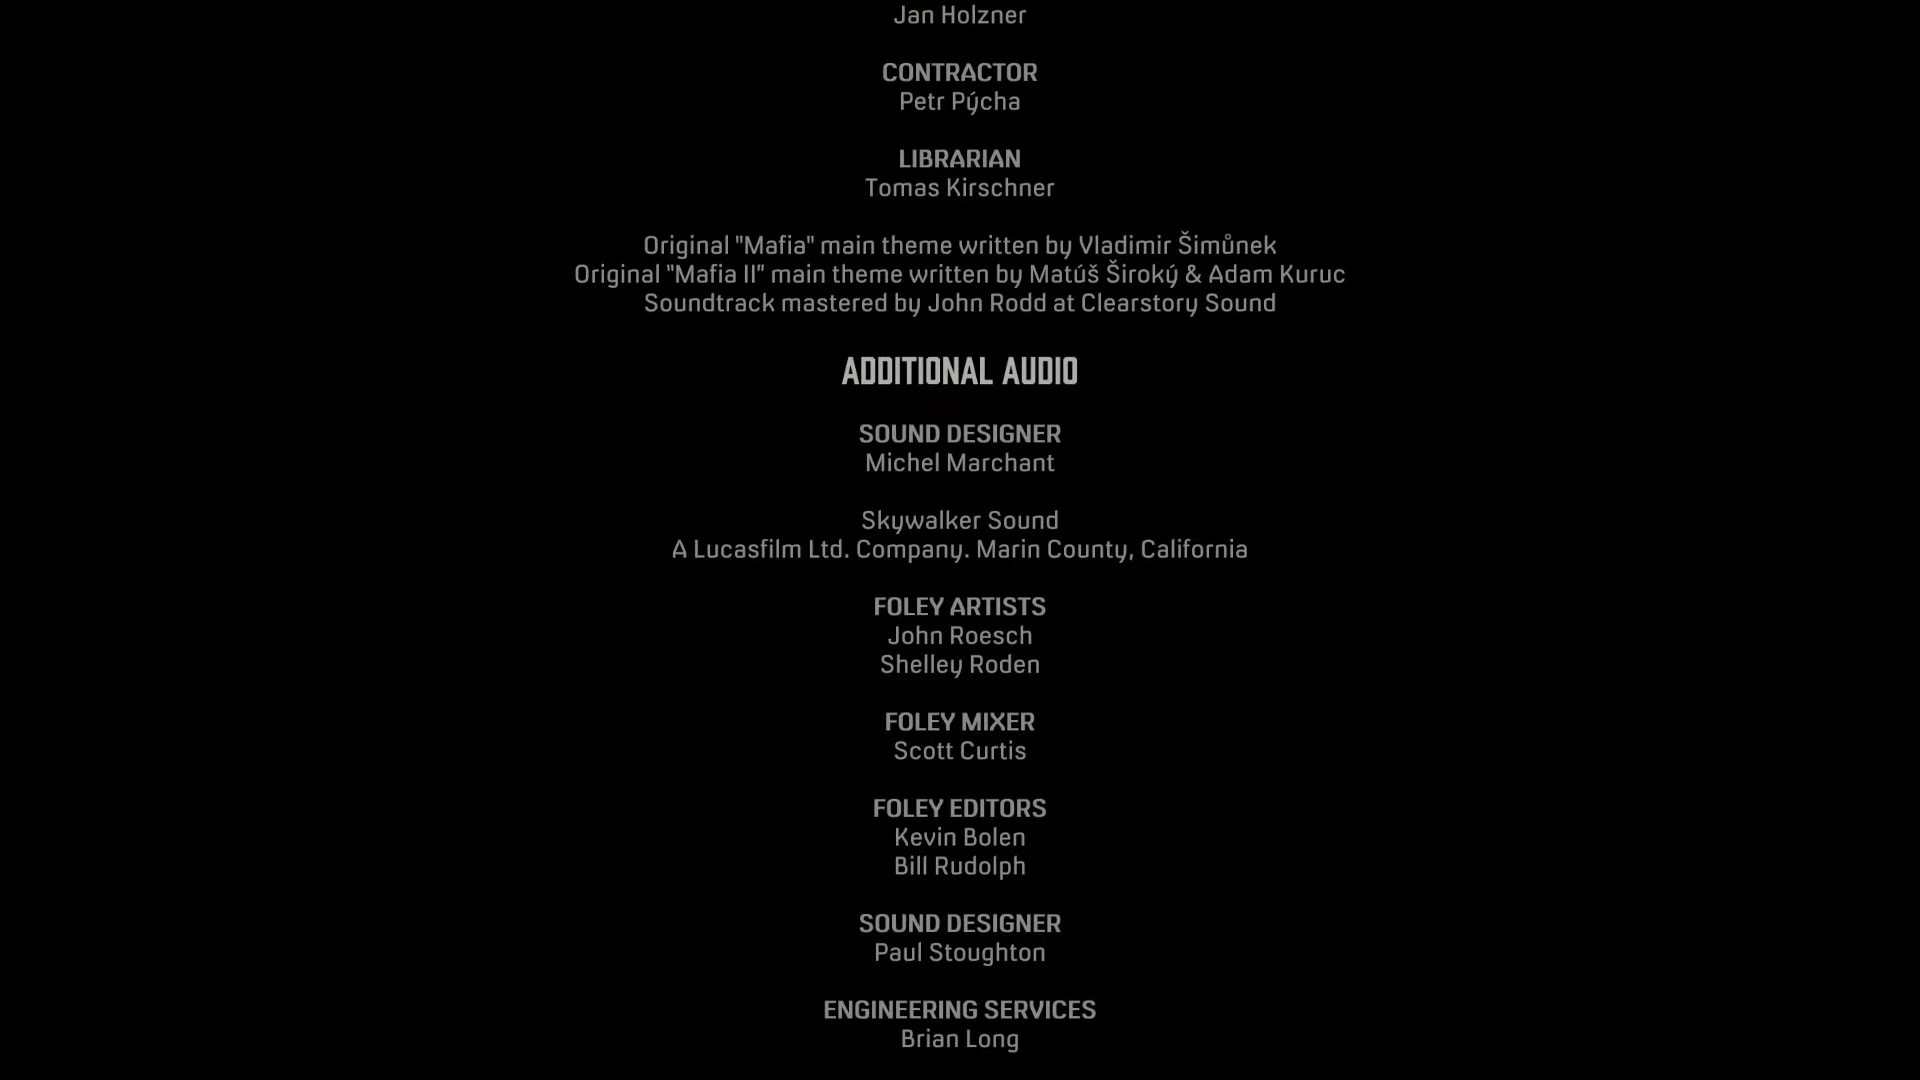 Jan Holzner
CONTRACTOR
Petr Pýcha
LIBRARIAN
Tomas Kirschner
Original "Mafia" main theme written by Vladimir Šimůnek
Original “Mafia II” main theme written by Matúš Široký & Adam Kuruc
Soundtrack mastered by John Rodd at Clearstory Sound
ADDITIONAL AUDIO
SOUND DESIGNER
Michel Marchant
Skywalker Sound
A Lucasfilm Ltd. Company. Marin County, California
FOLEY ARTISTS
John Roesch
Shelley Roden
FOLEY MIXER
Scott Curtis
FOLEY EDITORS
Kevin Bolen
Bill Rudolph
SOUND DESIGNER
Paul Stoughton
ENGINEERING SERVICES
Brian Long